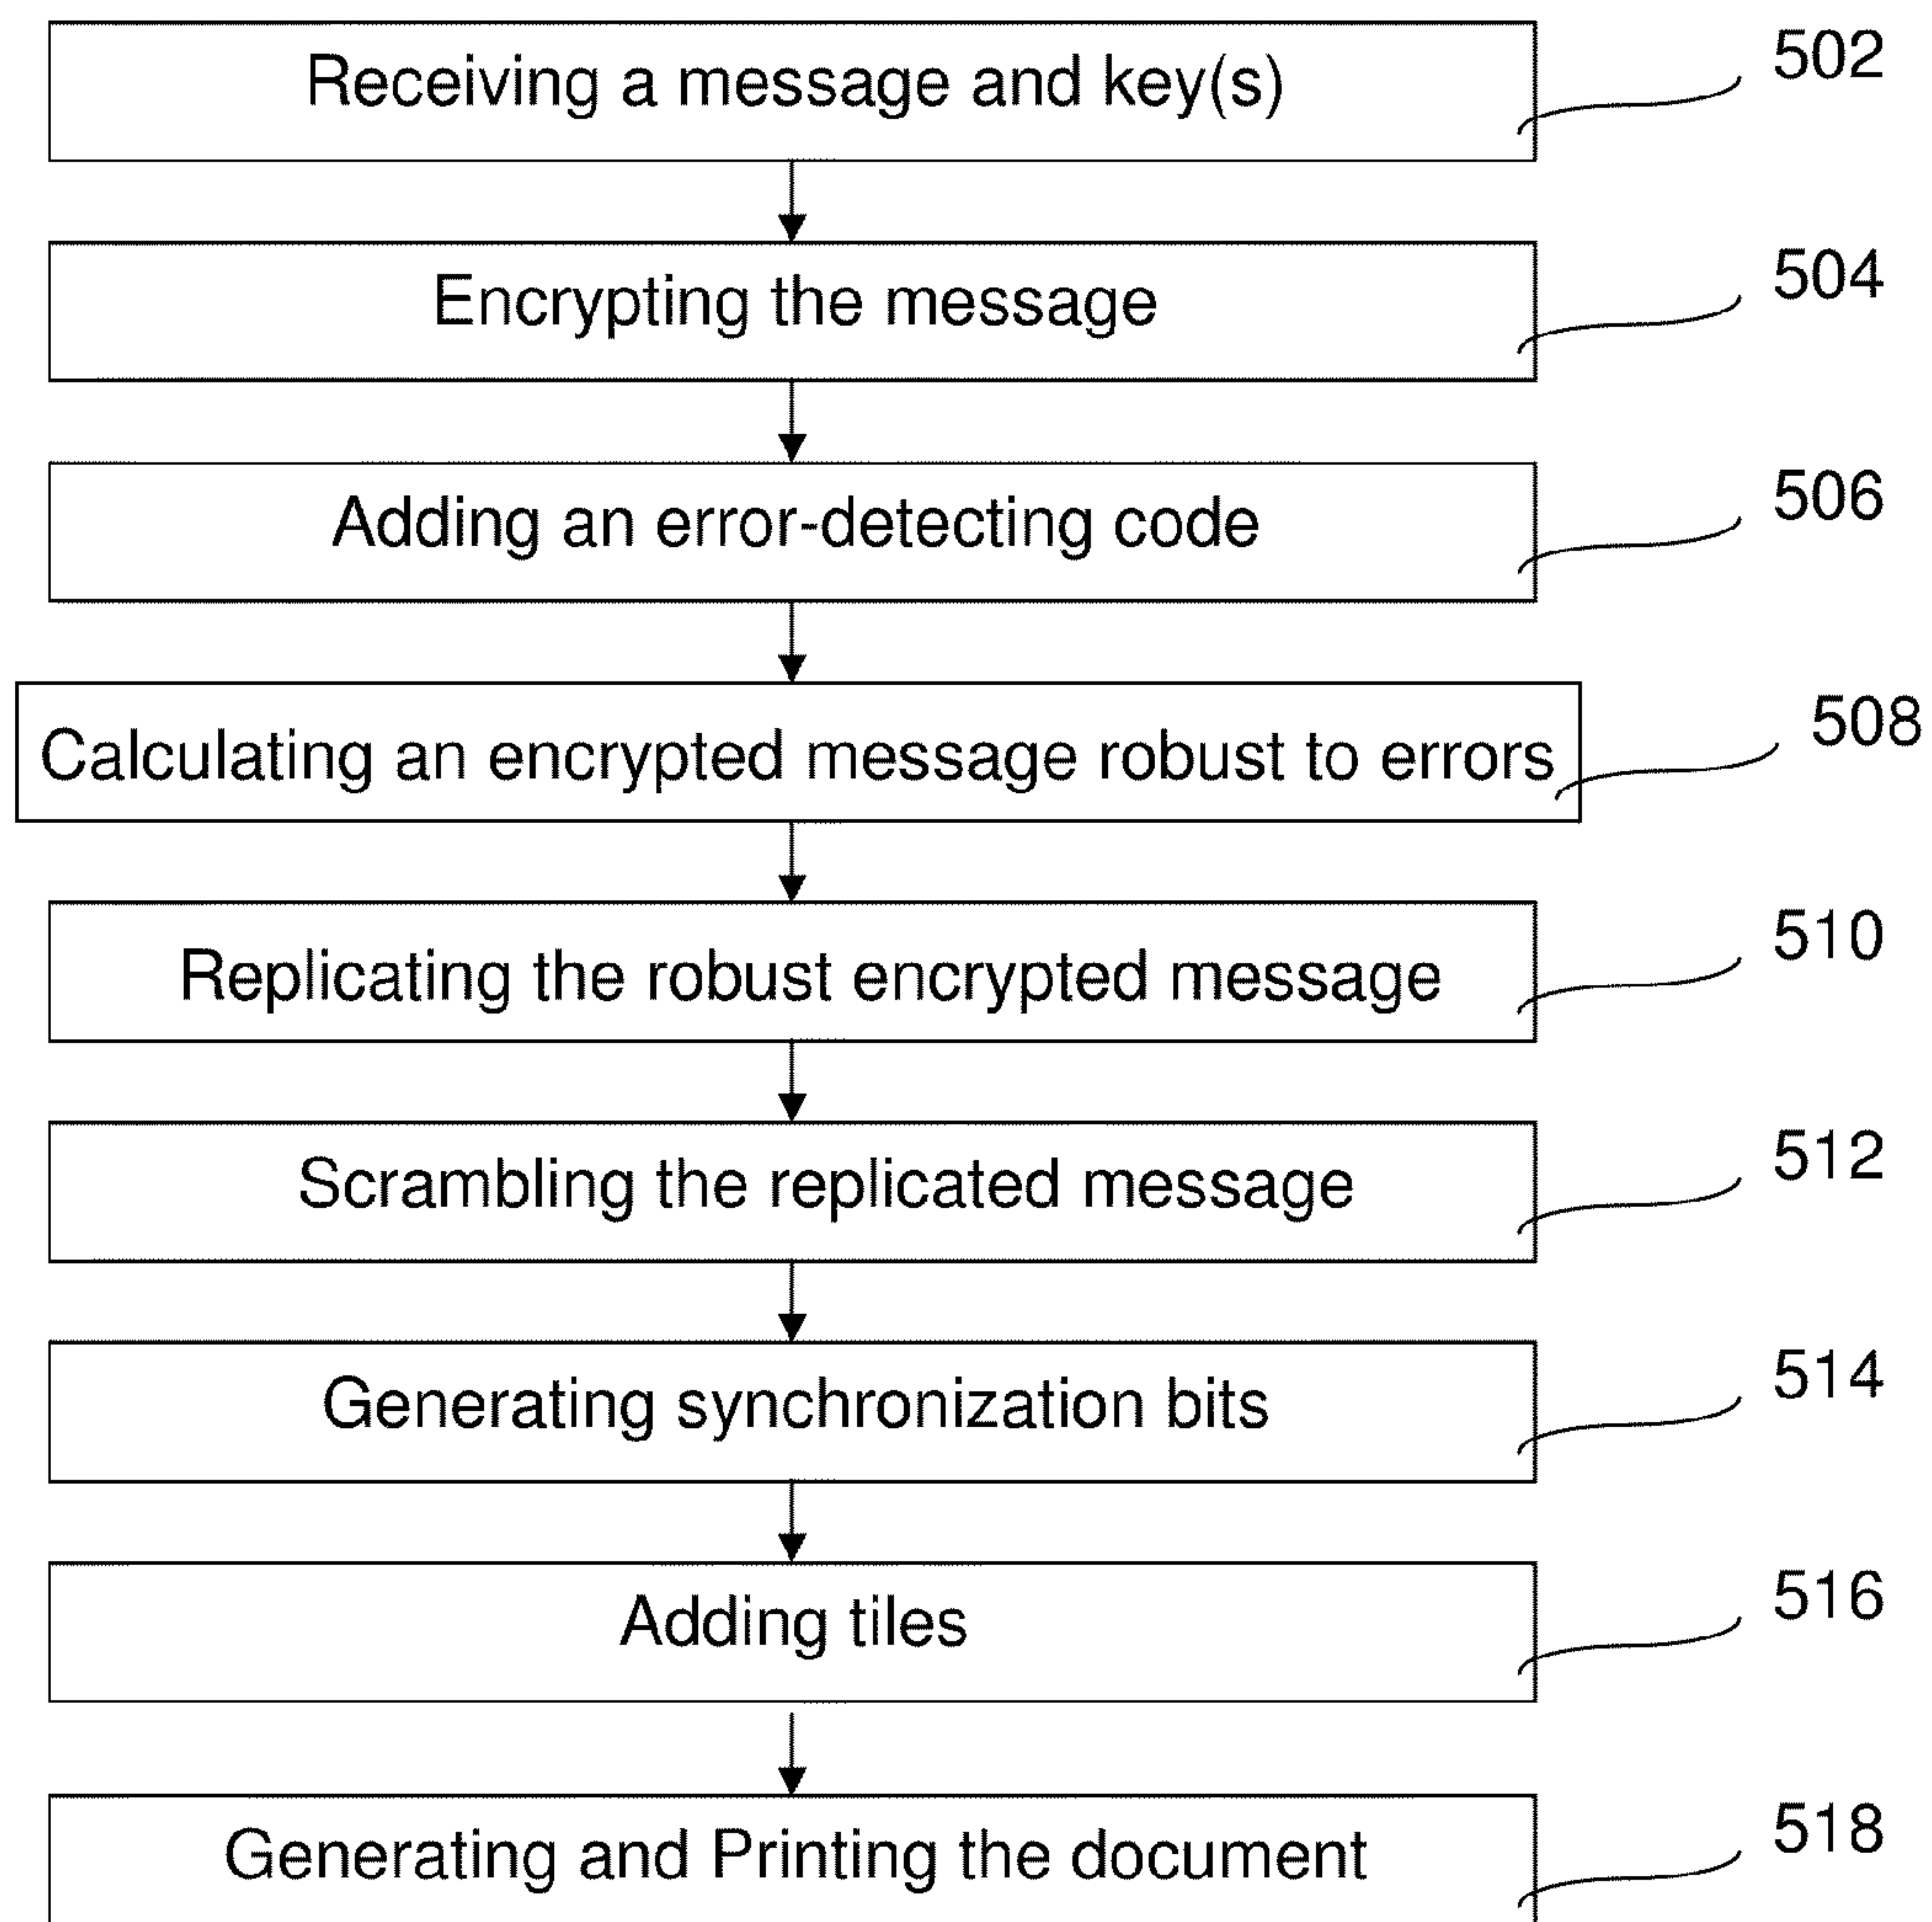 Receiving a message and key(s)
502
Encrypting the message
504
Adding an error-detecting code
506
Calculating an encrypted message robust to errors
508
Replicating the robust encrypted message
510
Scrambling the replicated message
512
Generating synchronization bits
514
Adding tiles
516
Generating and Printing the document
518